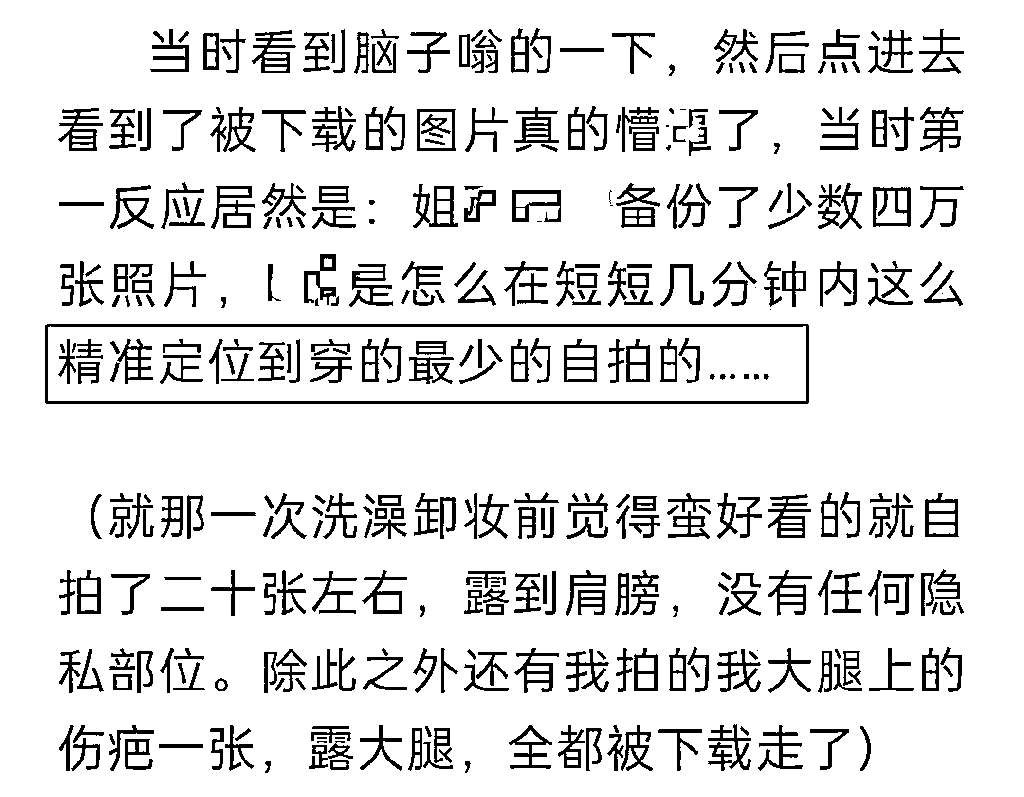 当时看到脑子嗡的一下，然后点进去
看到了被下载的图片真的懵了，当时第
一反应居然是：姐备份了少数四万
张照片，是怎么在短短几分钟内这么
精准定位到穿的最少的自拍的……
（就那一次洗澡卸妆前觉得蛮好看的就自
拍了二十张左右，露到肩膀，没有任何隐
私部位。除此之外还有我拍的我大腿上的
伤疤一张，露大腿，全都被下载走了）